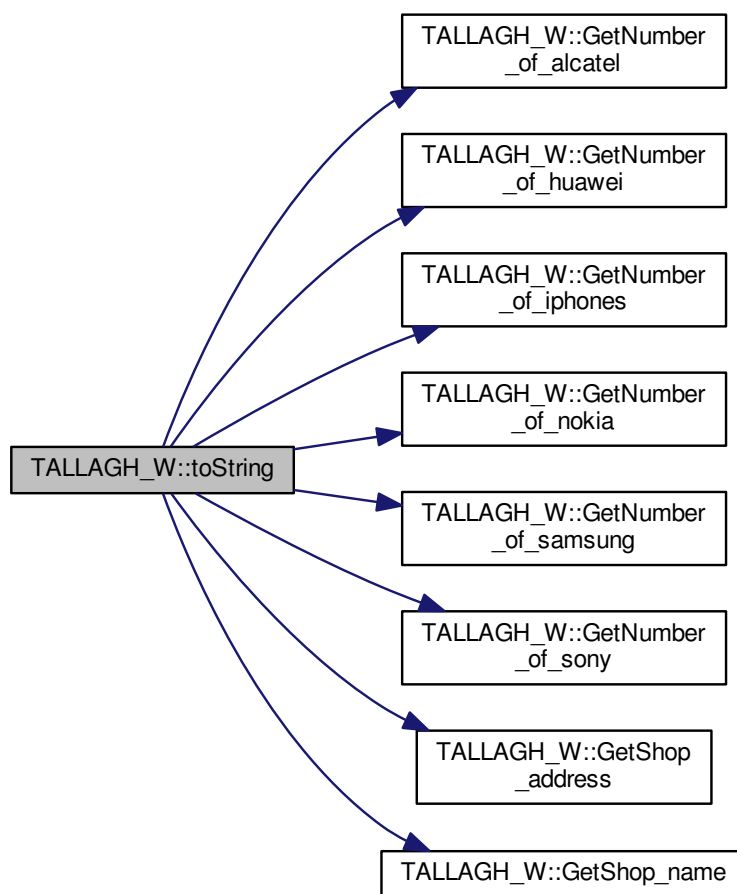 TALLAGH_W::GetNumber
_of_alcatel
TALLAGH_W::GetNumber
_of_huawei
TALLAGH_W::GetNumber
_of_iphones
TALLAGH_W::GetNumber
_of_nokia
TALLAGH_W::toString
TALLAGH_W::GetNumber
_of_samsung
TALLAGH_W::GetNumber
_of_sony
TALLAGH_W::GetShop
_address
TALLAGH_W::GetShop_name